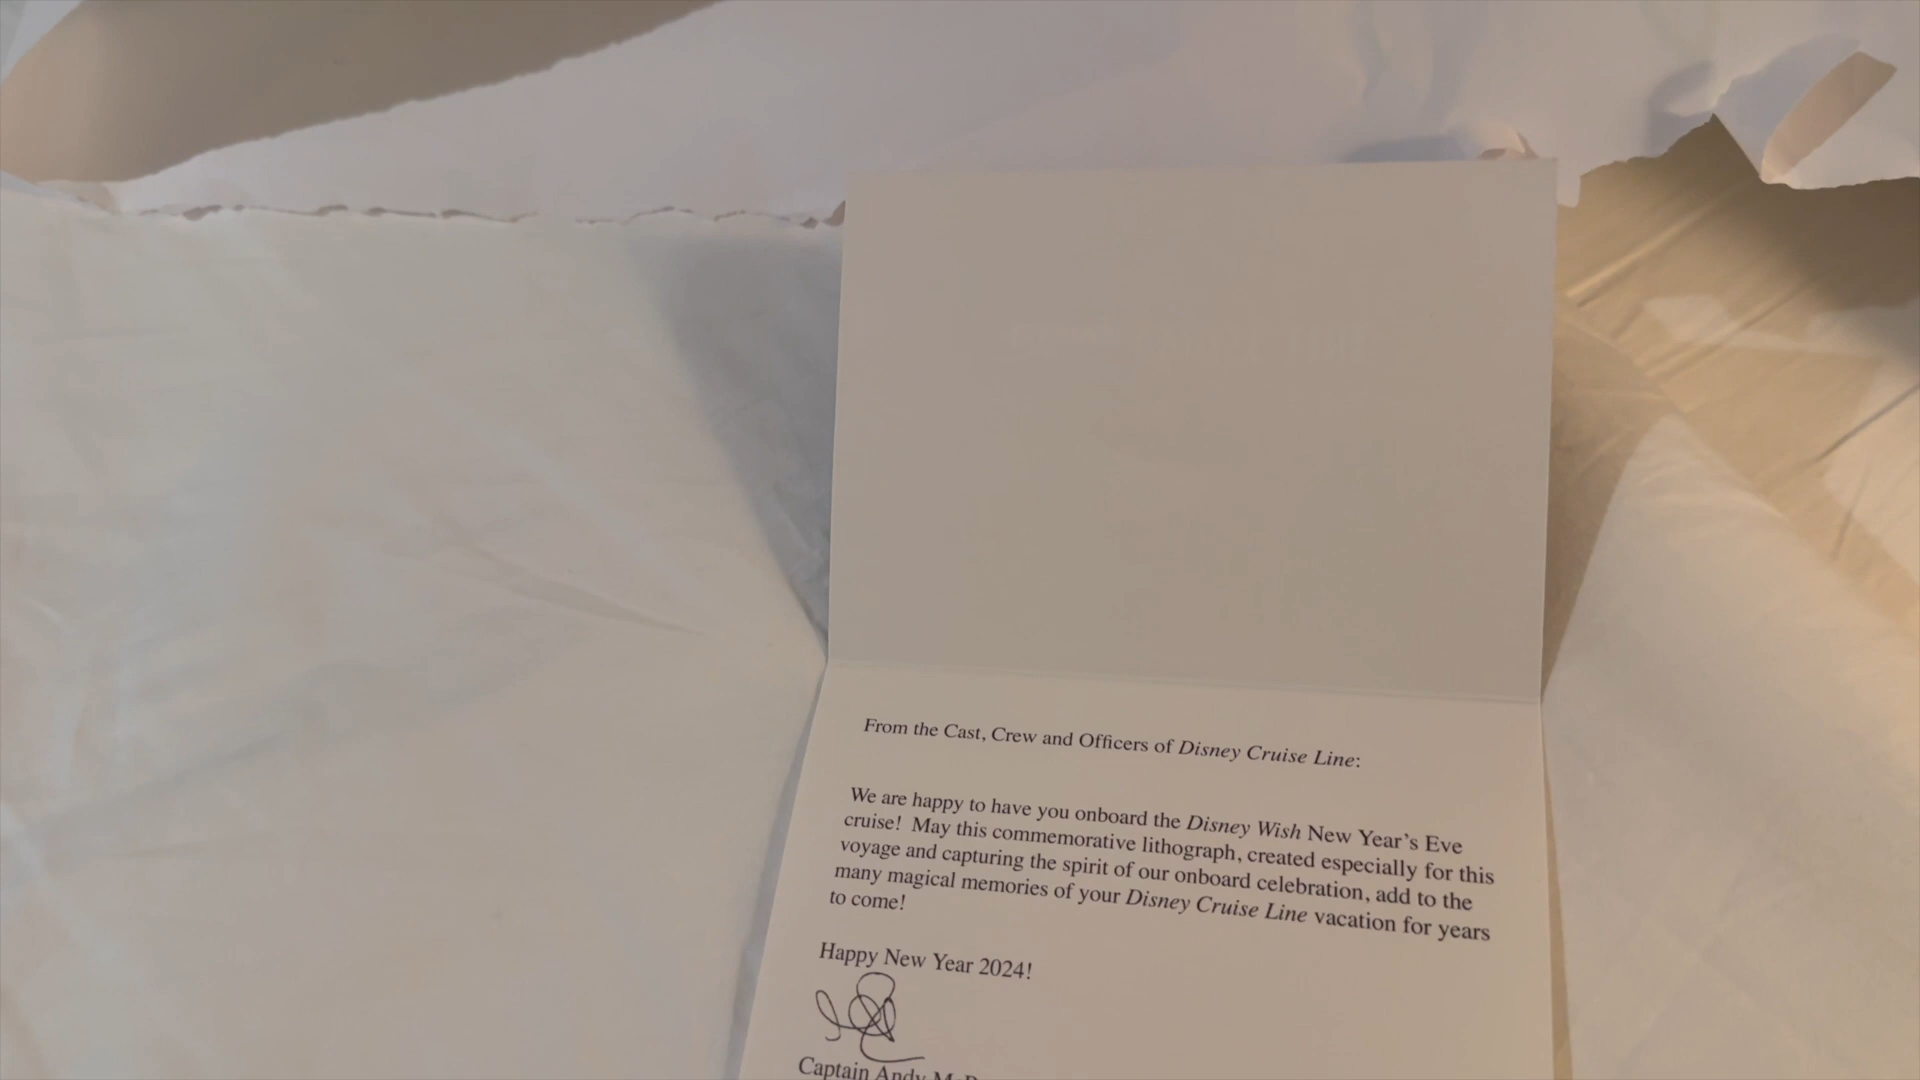 From the Cast, Crew and Officers of Disney Cruise Line:
We are happy to have you onboard the Disney Wish New Year's Eve
cruise! May this commemorative lithograph, created especially for this
voyage and capturing the spirit of our onboard celebration, add to the
many magical memories of your Disney Cruise Line vacation for years
to come!
Happy New Year 2024!
Captain Andy